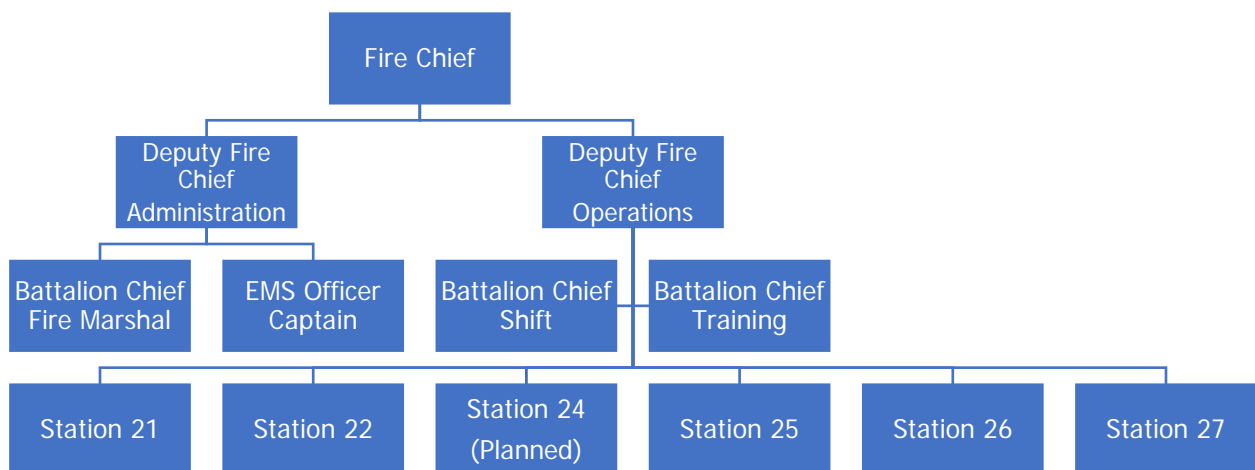 Fire Chief
Deputy Fire
Chief
Administration
Deputy Fire
Chief
Operations
Battalion Chief
Fire Marshal
EMS Officer
Captain
Battalion Chief
Shift
Battalion Chief
Training
Station 21
Station 22
Station 24
(Planned)
Station 25
Station 26
Station 27